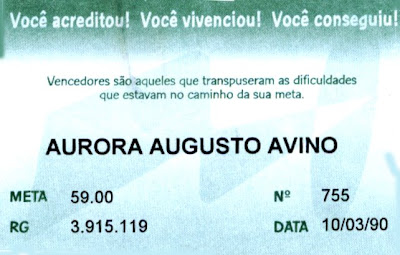 Você acreditou! Você vivenciou! Você conseguiu!
Vencedores são aqueles que transpuseram as dificuldades
que estavam no caminho da sua meta.
AURORA AUGUSTO AVINO
META 59.00 Nº 755
RG 3.915.119 DATA 10/03/90